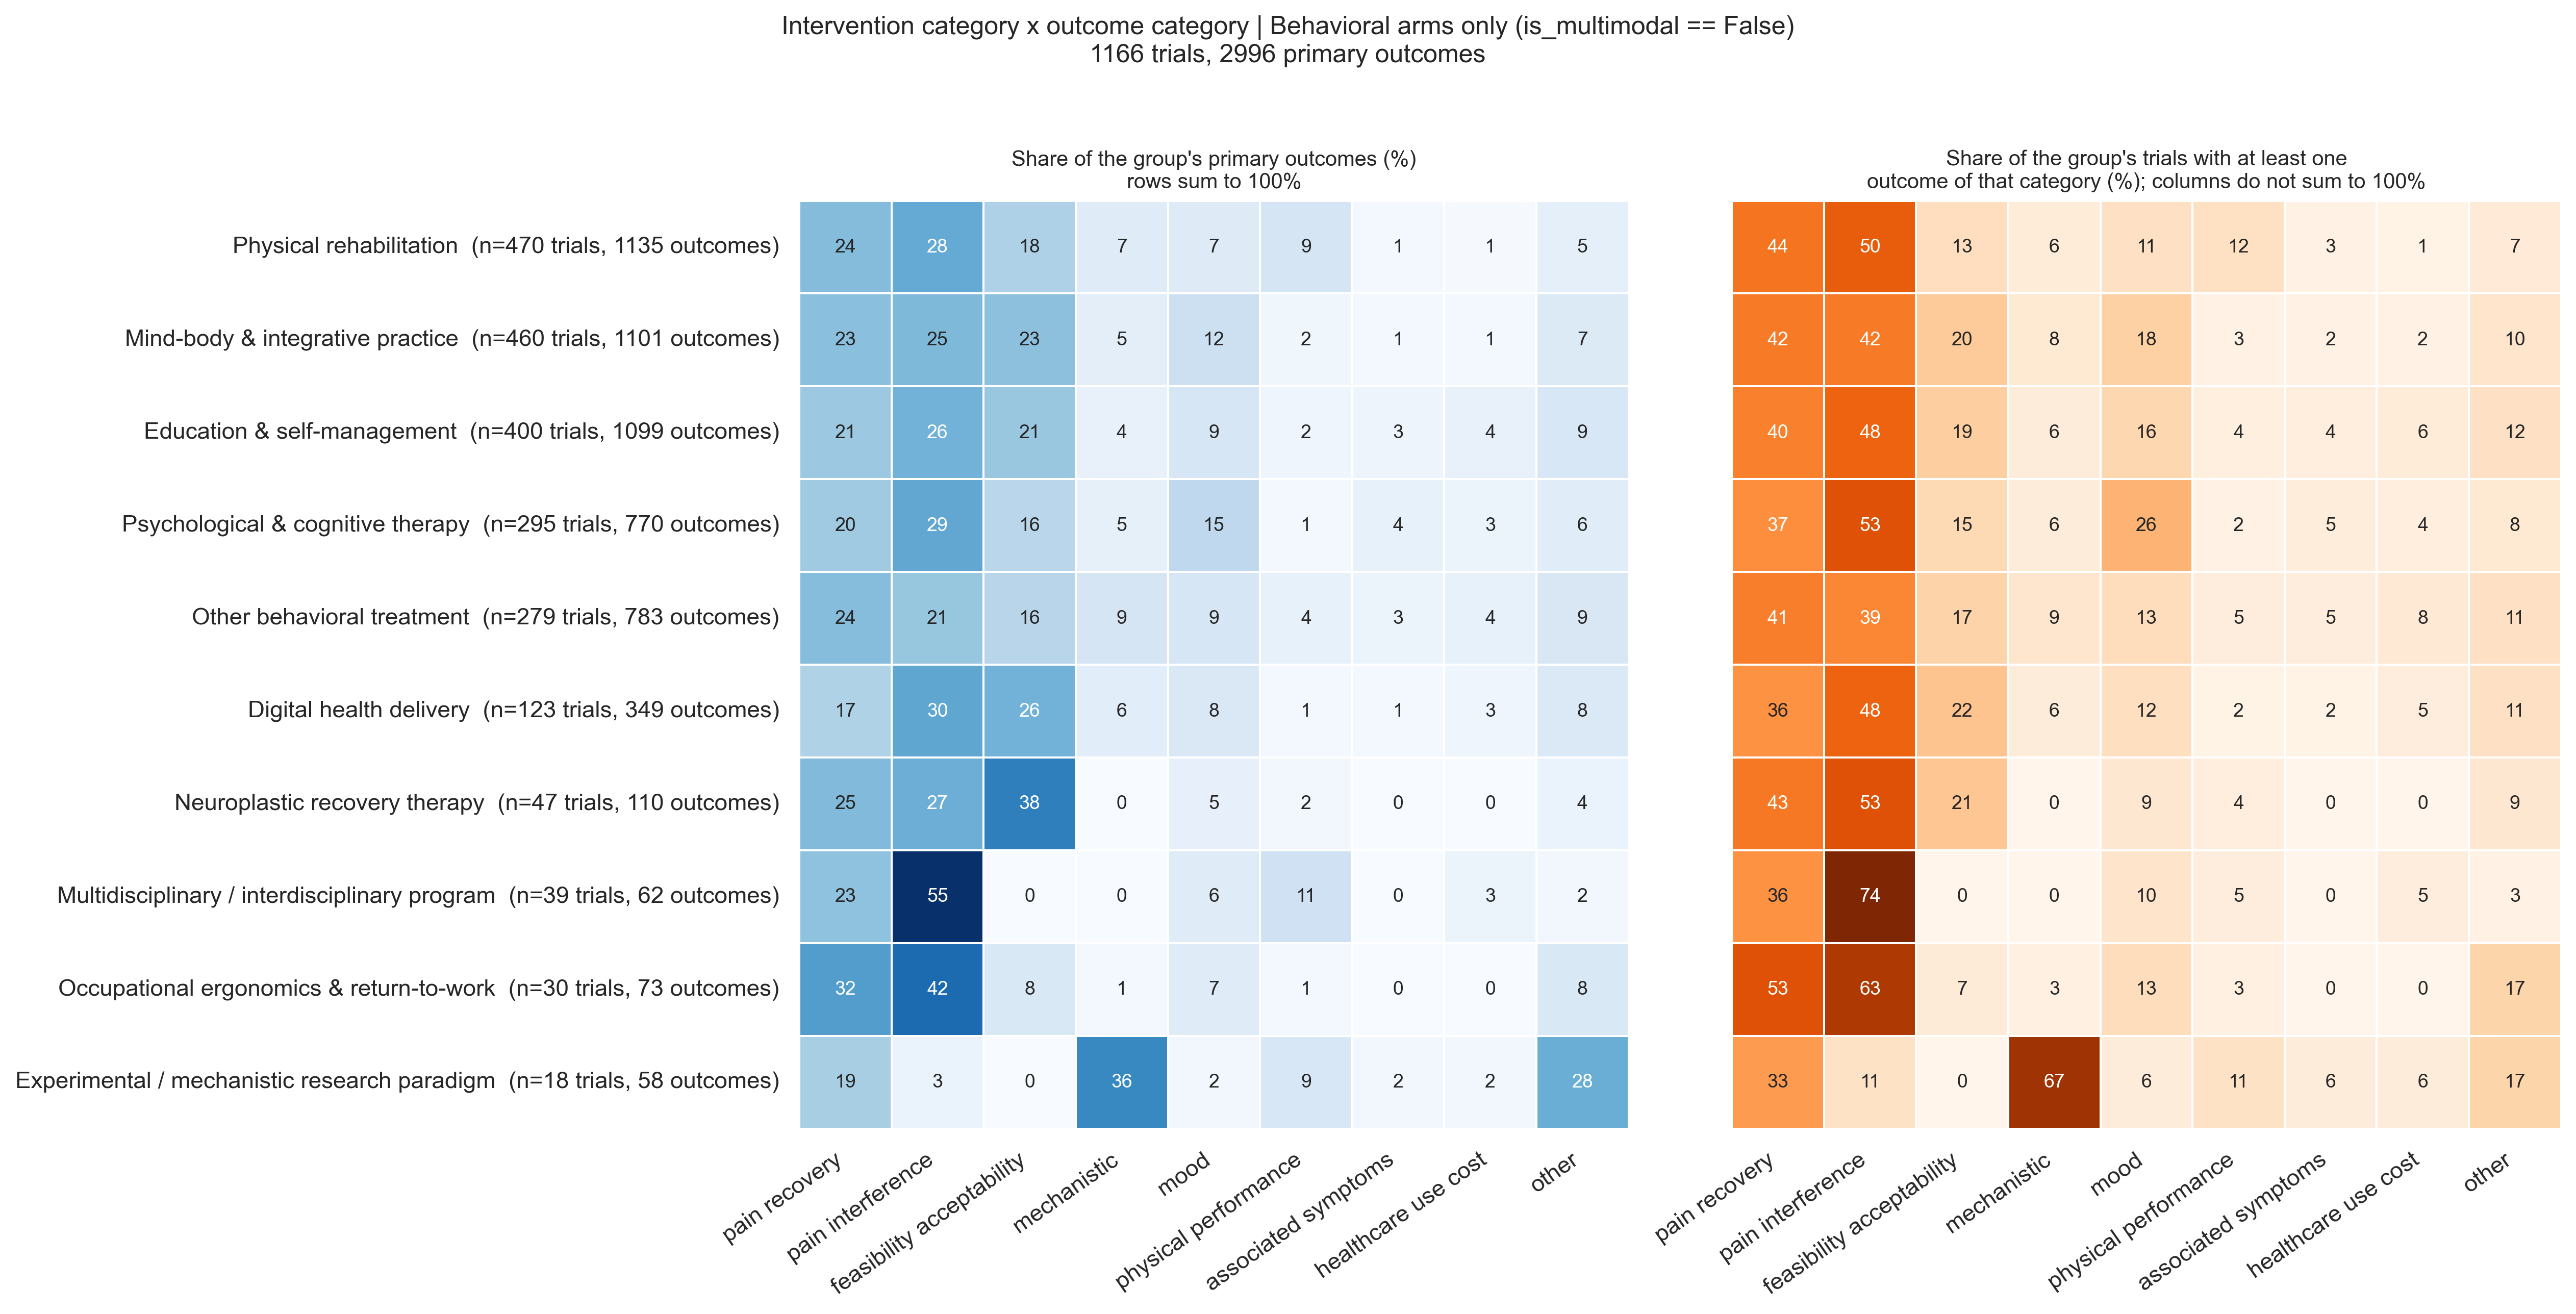 Intervention category x outcome category | Behavioral arms only (is_multimodal == False)
1166 trials, 2996 primary outcomes
Share of the group's primary outcomes (%)
rows sum to 100%
Share of the group's trials with at least one
outcome of that category (%); columns do not sum to 100%
Physical rehabilitation (n=470 trials, 1135 outcomes) 24 28 18 7 7 9 1 1 5 44 50 13 6 11 12 3 1 7
Mind-body & integrative practice (n=460 trials, 1101 outcomes) 23 25 23 5 12 2 1 1 7 42 42 20 8 18 3 2 2 10
Education & self-management (n=400 trials, 1099 outcomes) 21 26 21 4 9 2 3 4 9 40 48 19 6 16 4 4 6 12
Psychological & cognitive therapy (n=295 trials, 770 outcomes) 20 29 16 5 15 1 4 3 6 37 53 15 6 26 2 5 4 8
Other behavioral treatment (n=279 trials, 783 outcomes) 24 21 16 9 9 4 3 4 9 41 39 17 9 13 5 5 8 11
Digital health delivery (n=123 trials, 349 outcomes) 17 30 26 6 8 1 1 3 8 36 48 22 6 12 2 2 5 11
Neuroplastic recovery therapy (n=47 trials, 110 outcomes) 25 27 38 0 5 2 0 0 4 43 53 21 0 9 4 0 0 9
Multidisciplinary / interdisciplinary program (n=39 trials, 62 outcomes) 23 55 0 0 6 11 0 3 2 36 74 0 0 10 5 0 5 3
Occupational ergonomics & return-to-work (n=30 trials, 73 outcomes) 32 42 8 1 7 1 0 0 8 53 63 7 3 13 3 0 0 17
Experimental / mechanistic research paradigm (n=18 trials, 58 outcomes) 19 3 0 36 2 9 2 2 28 33 11 0 67 6 11 6 6 17
pain recovery
pain interference
feasibility acceptability
mechanistic
mood
physical performance
associated symptoms
healthcare use cost
other
pain recovery
pain interference
feasibility acceptability
mechanistic
mood
physical performance
associated symptoms
healthcare use cost
other